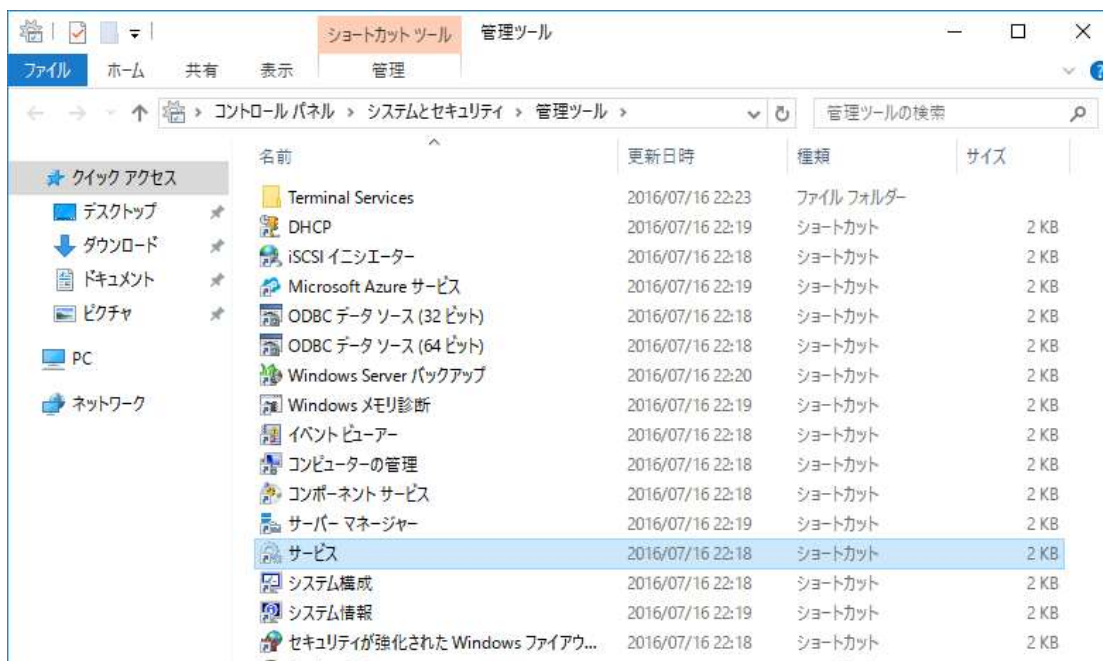 ショートカット ツール 管理ツール
ファイル ホーム 共有 表示 管理
コントロール パネル › システムとセキュリティ › 管理ツール › 管理ツールの検索
名前 更新日時 種類 サイズ
クイック アクセス
デスクトップ
ダウンロード
ドキュメント
ピクチャ
PC
ネットワーク
Terminal Services 2016/07/16 22:23 ファイル フォルダー
DHCP 2016/07/16 22:19 ショートカット 2 KB
iSCSI イニシエーター 2016/07/16 22:18 ショートカット 2 KB
Microsoft Azure サービス 2016/07/16 22:19 ショートカット 2 KB
ODBC データ ソース (32 ビット) 2016/07/16 22:18 ショートカット 2 KB
ODBC データ ソース (64 ビット) 2016/07/16 22:18 ショートカット 2 KB
Windows Server バックアップ 2016/07/16 22:20 ショートカット 2 KB
Windows メモリ診断 2016/07/16 22:19 ショートカット 2 KB
イベント ビューアー 2016/07/16 22:18 ショートカット 2 KB
コンピューターの管理 2016/07/16 22:18 ショートカット 2 KB
コンポーネント サービス 2016/07/16 22:18 ショートカット 2 KB
サーバー マネージャー 2016/07/16 22:19 ショートカット 2 KB
サービス 2016/07/16 22:18 ショートカット 2 KB
システム構成 2016/07/16 22:18 ショートカット 2 KB
システム情報 2016/07/16 22:19 ショートカット 2 KB
セキュリティが強化された Windows ファイアウ... 2016/07/16 22:18 ショートカット 2 KB